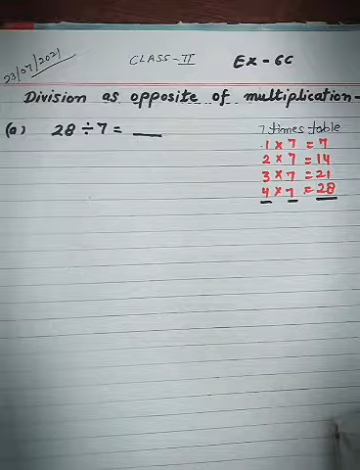 23/07/2021
CLASS-II EX-6C
Division as opposite of multiplication-
(a) 28 ÷ 7 = __
7 times table
1 x 7 = 7
2 x 7 = 14
3 x 7 = 21
4 x 7 = 28